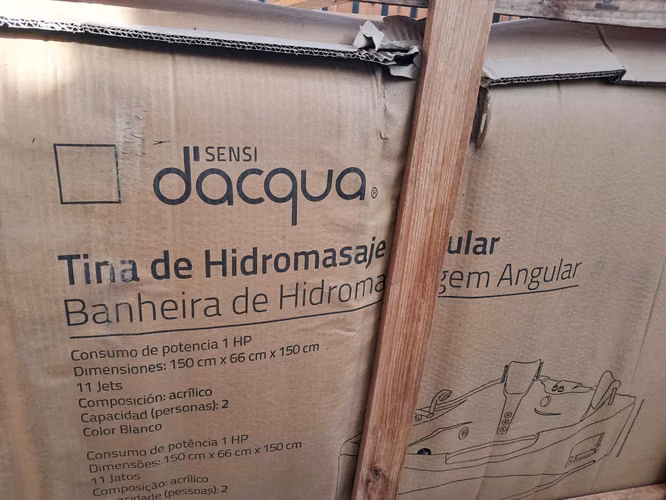 SENSI
d'acqua®
Tina de Hidromasaje ular
Banheira de Hidroma gem Angular
Consumo de potencia 1 HP
Dimensiones: 150 cm x 66 cm x 150 cm
11 Jets
Composición: acrílico
Capacidad (personas): 2
Color Blanco
Consumo de potência 1 HP
Dimensões: 150 cm x 66 cm x 150 cm
11 Jatos
Composição: acrílico
acidade (pessoas): 2